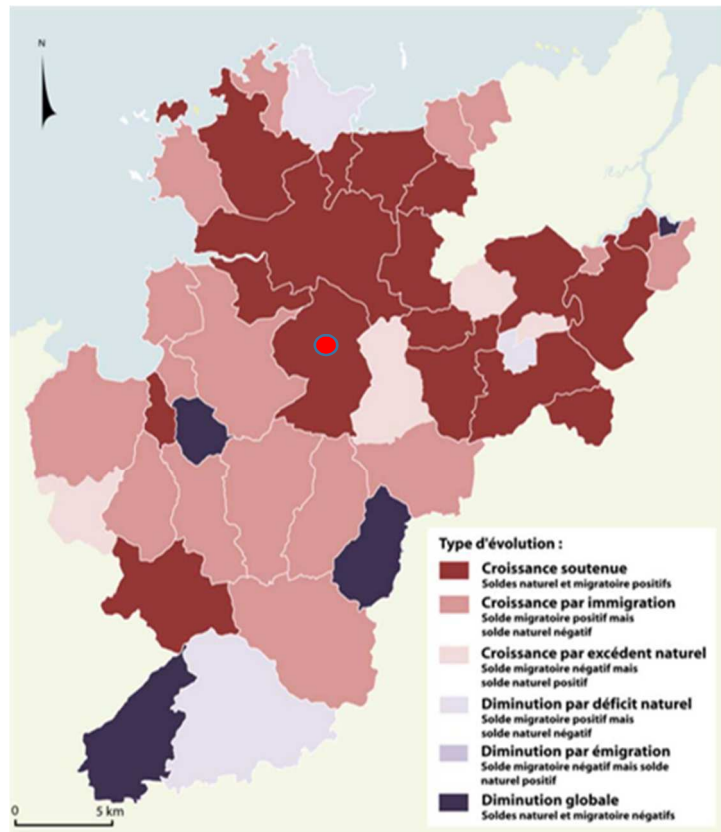 N
Type d'évolution :
Croissance soutenue
Soldes naturel et migratoire positifs
Croissance par immigration
Solde migratoire positif mais
solde naturel négatif
Croissance par excédent naturel
Solde migratoire négatif mais
solde naturel positif
Diminution par déficit naturel
Solde migratoire positif mais
solde naturel négatif
Diminution par émigration
Solde migratoire négatif mais solde
naturel positif
Diminution globale
Soldes naturel et migratoire négatifs
0 5 km